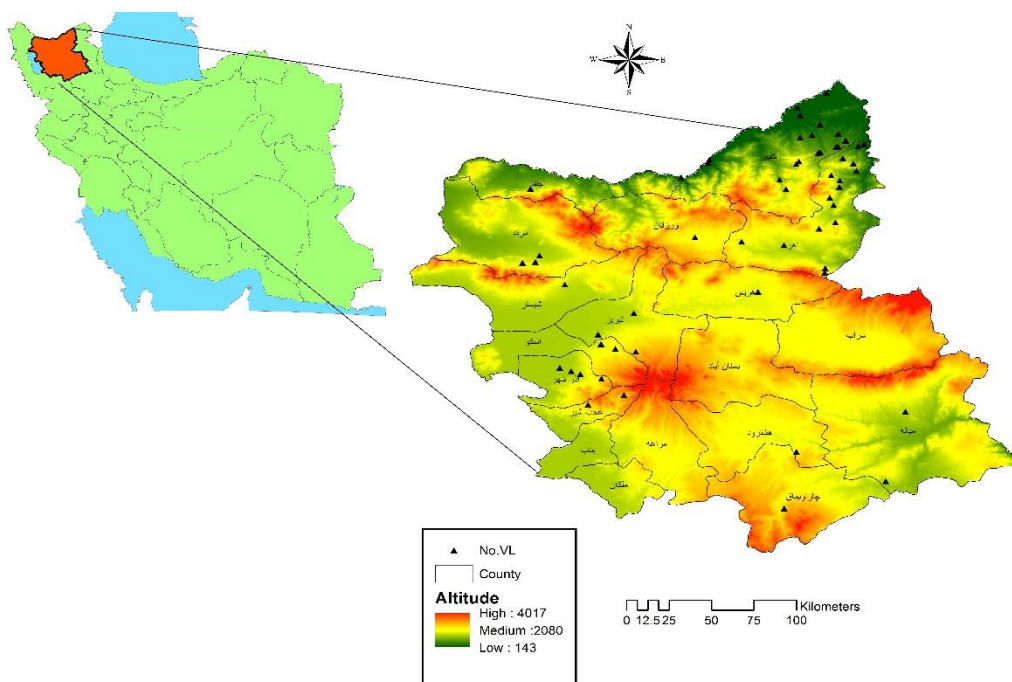 N
W E
S
کلیبر
جلفا
ورزقان
مرند
اهر
هریس
شبستر
تبریز
سراب
اسکو
بستان آباد
آذر شهر
عجب شیر
میانه
هشترود
مراغه
بناب
ملکان
چاراویماق
No.VL
County
Altitude
High : 4017
Medium :2080
Low : 143
Kilometers
0 12.5 25 50 75 100